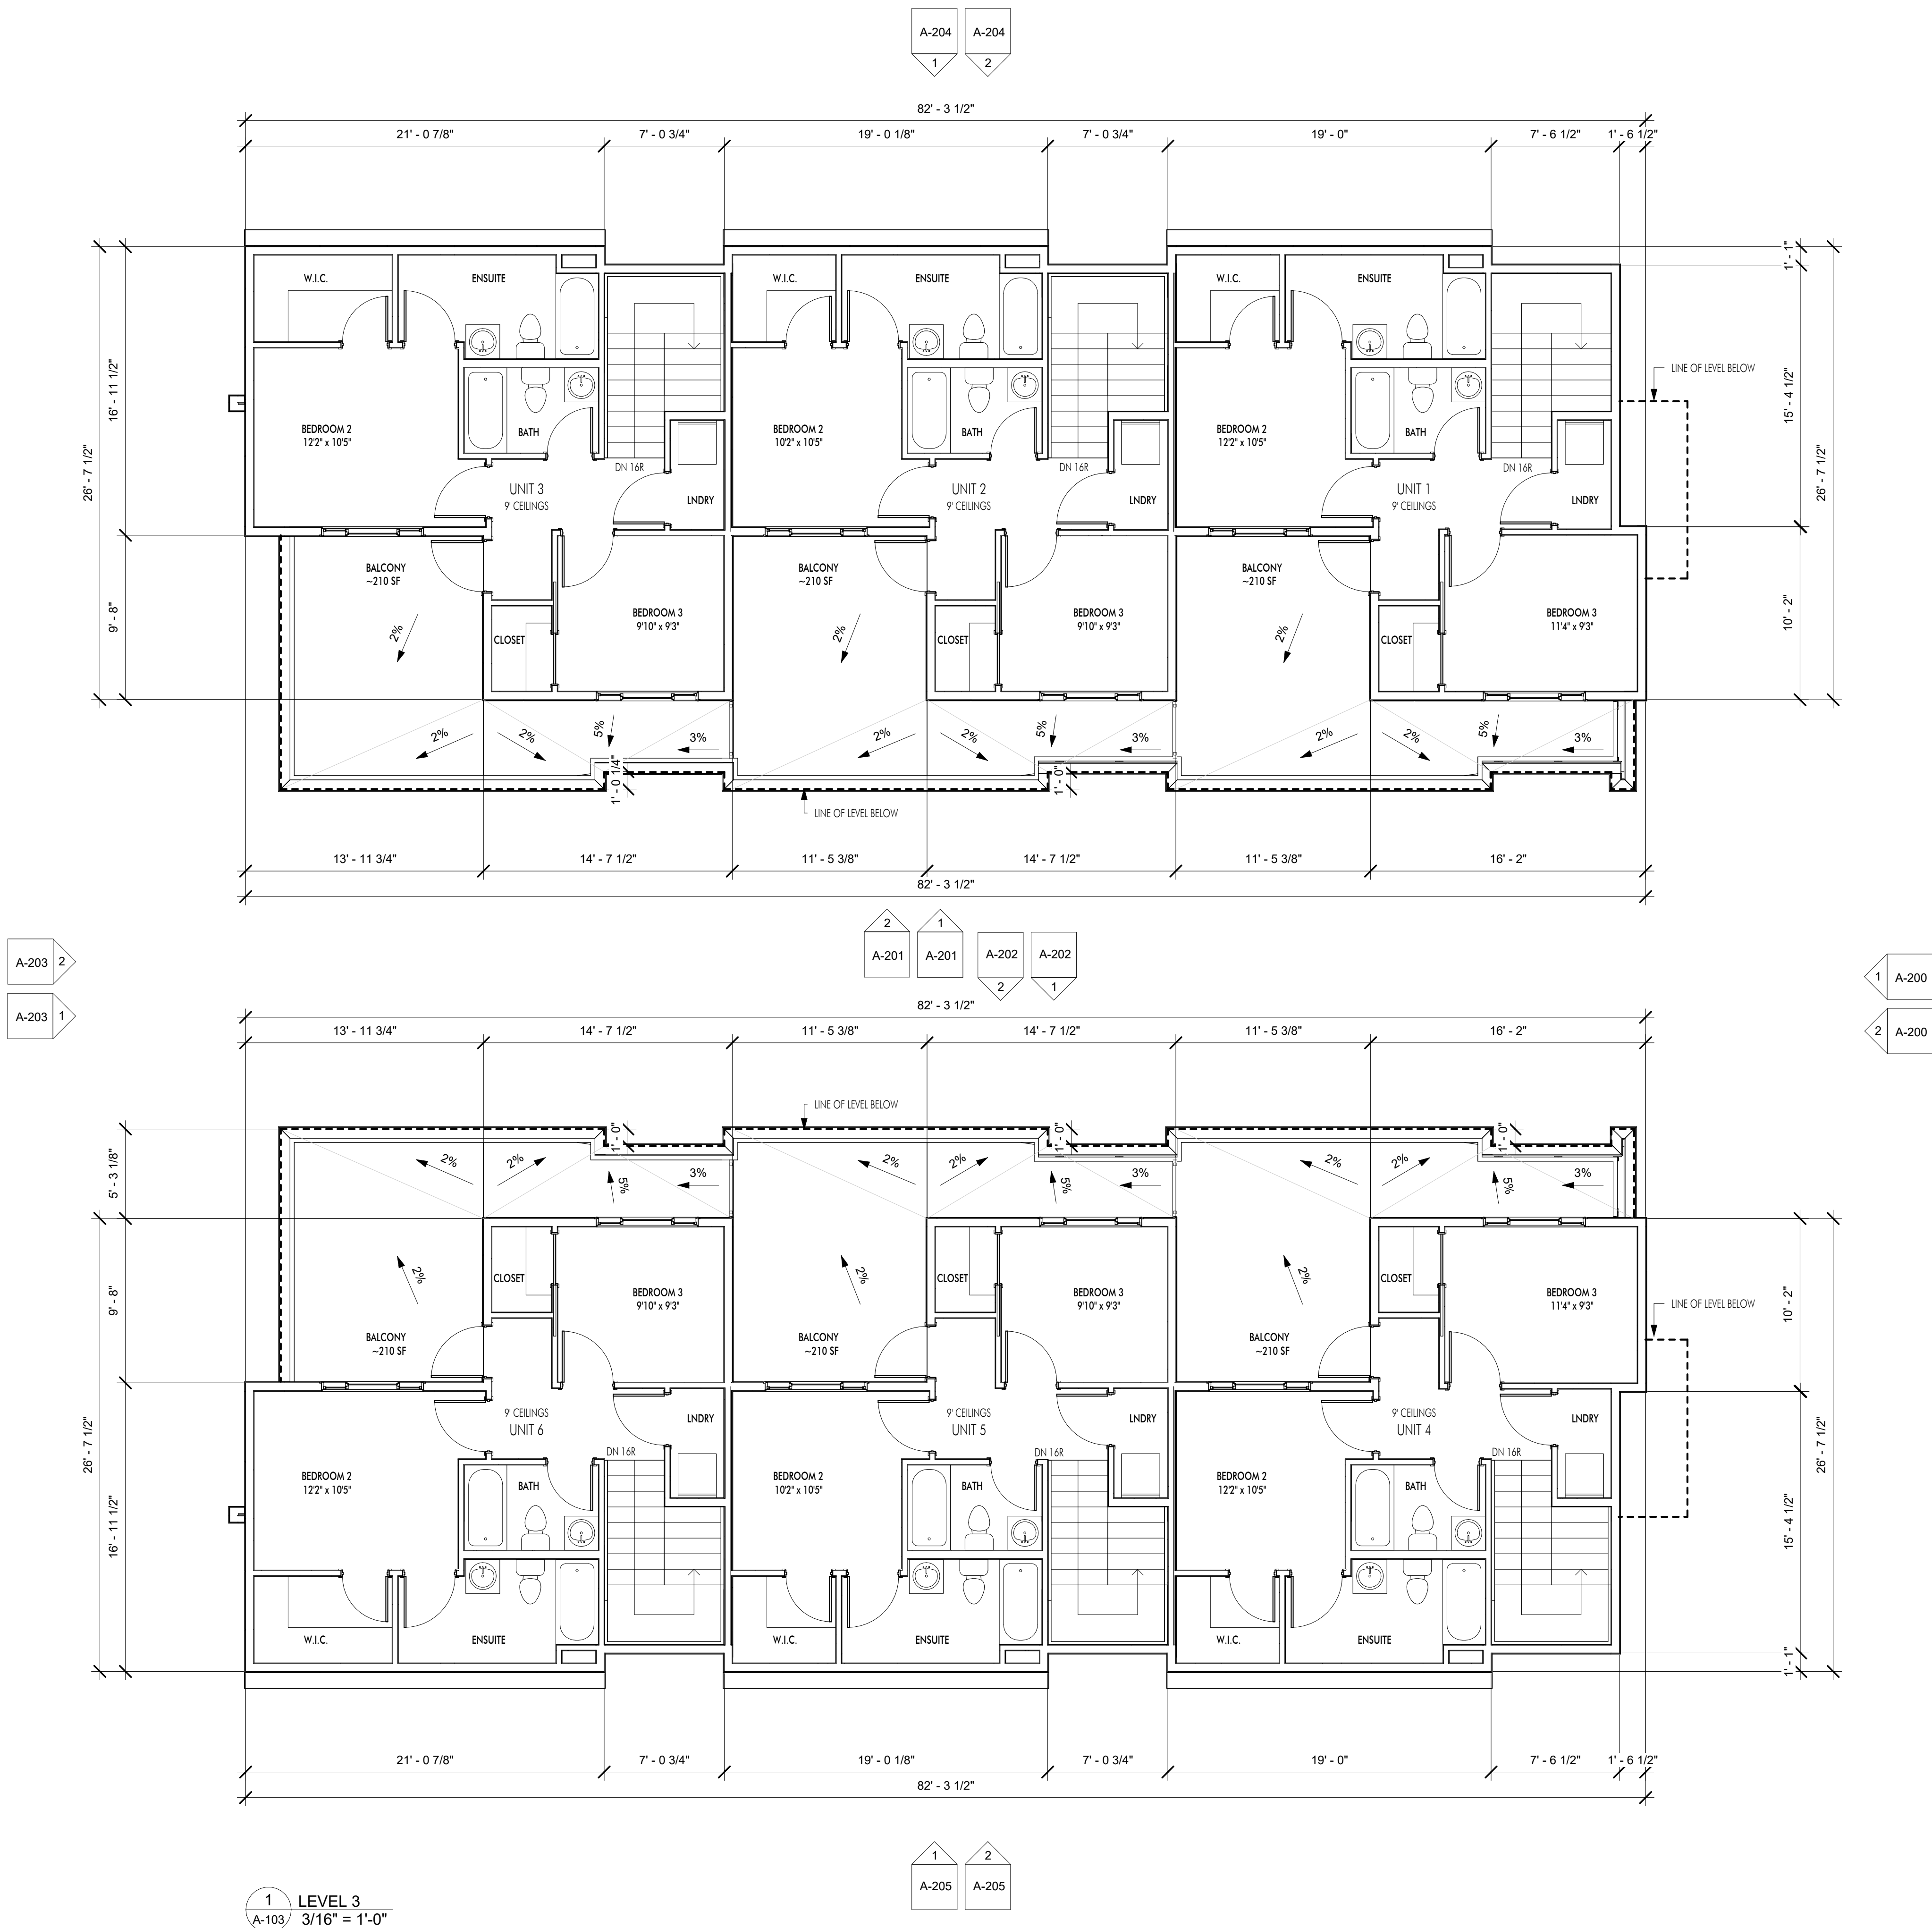 A-204 A-204
1 2
82' - 3 1/2"
21' - 0 7/8" 7' - 0 3/4" 19' - 0 1/8" 7' - 0 3/4" 19' - 0" 7' - 6 1/2" 1' - 6 1/2"
1' - 1"
W.I.C. ENSUITE W.I.C. ENSUITE W.I.C. ENSUITE
LINE OF LEVEL BELOW
16' - 11 1/2" 15' - 4 1/2"
BEDROOM 2 BATH BEDROOM 2 BATH BEDROOM 2 BATH
12'2" x 10'5" 10'2" x 10'5" 12'2" x 10'5"
26' - 7 1/2" 26' - 7 1/2"
DN 16R DN 16R DN 16R
UNIT 3 LNDRY UNIT 2 LNDRY UNIT 1 LNDRY
9' CEILINGS 9' CEILINGS 9' CEILINGS
BALCONY BALCONY BALCONY
~210 SF ~210 SF ~210 SF
9' - 8" 10' - 2"
BEDROOM 3 BEDROOM 3 BEDROOM 3
9'10" x 9'3" 9'10" x 9'3" 11'4" x 9'3"
2% CLOSET 2% CLOSET 2% CLOSET
2% 2% 5% 3% 2% 2% 5% 3% 2% 2% 5% 3%
1' - 0 1/4" 1' - 0"
LINE OF LEVEL BELOW
13' - 11 3/4" 14' - 7 1/2" 11' - 5 3/8" 14' - 7 1/2" 11' - 5 3/8" 16' - 2"
82' - 3 1/2"
2 1
A-201 A-201 A-202 A-202
2 1
A-203 2
A-203 1
1 A-200
2 A-200
82' - 3 1/2"
13' - 11 3/4" 14' - 7 1/2" 11' - 5 3/8" 14' - 7 1/2" 11' - 5 3/8" 16' - 2"
LINE OF LEVEL BELOW
1' - 0" 1' - 0" 1' - 0"
5' - 3 1/8"
2% 2% 5% 3% 2% 2% 5% 3% 2% 2% 5% 3%
2% CLOSET 2% CLOSET 2% CLOSET
BEDROOM 3 BEDROOM 3 BEDROOM 3
9'10" x 9'3" 9'10" x 9'3" 11'4" x 9'3"
LINE OF LEVEL BELOW
9' - 8" 10' - 2"
BALCONY BALCONY BALCONY
~210 SF ~210 SF ~210 SF
9' CEILINGS LNDRY 9' CEILINGS LNDRY 9' CEILINGS LNDRY
UNIT 6 UNIT 5 UNIT 4
26' - 7 1/2" 26' - 7 1/2"
DN 16R DN 16R DN 16R
BEDROOM 2 BATH BEDROOM 2 BATH BEDROOM 2 BATH
12'2" x 10'5" 10'2" x 10'5" 12'2" x 10'5"
16' - 11 1/2" 15' - 4 1/2"
W.I.C. ENSUITE W.I.C. ENSUITE W.I.C. ENSUITE
1' - 1"
21' - 0 7/8" 7' - 0 3/4" 19' - 0 1/8" 7' - 0 3/4" 19' - 0" 7' - 6 1/2" 1' - 6 1/2"
82' - 3 1/2"
1 2
A-205 A-205
1 LEVEL 3
A-103 3/16" = 1'-0"